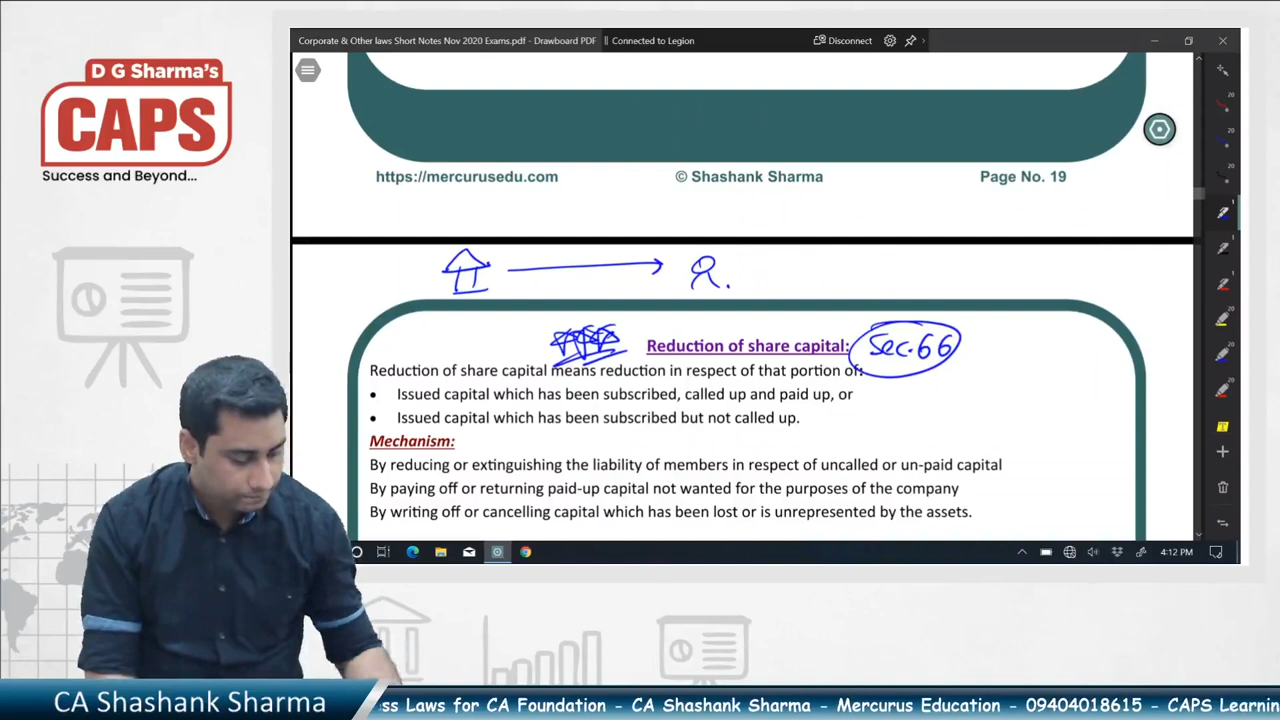 D G Sharma's
CAPS
Success and Beyond...
Corporate & Other laws Short Notes Nov 2020 Exams.pdf - Drawboard PDF
Connected to Legion
Disconnect
https://mercurusedu.com © Shashank Sharma Page No. 19
Reduction of share capital: Sec. 66
Reduction of share capital means reduction in respect of that portion of:
• Issued capital which has been subscribed, called up and paid up, or
• Issued capital which has been subscribed but not called up.
Mechanism:
By reducing or extinguishing the liability of members in respect of uncalled or un-paid capital
By paying off or returning paid-up capital not wanted for the purposes of the company
By writing off or cancelling capital which has been lost or is unrepresented by the assets.
4:12 PM
CA Shashank Sharma
ss Laws for CA Foundation - CA Shashank Sharma - Mercurus Education - 09404018615 - CAPS Learnin